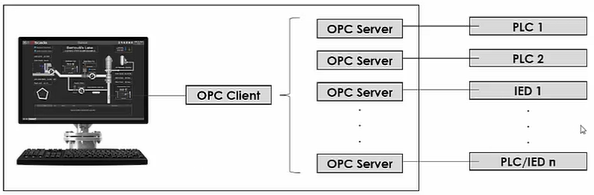 OPC Client
OPC Server PLC 1
OPC Server PLC 2
OPC Server IED 1
OPC Server PLC/IED n